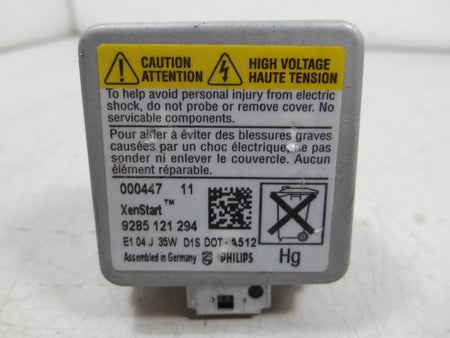 CAUTION
ATTENTION
HIGH VOLTAGE
HAUTE TENSION
To help avoid personal injury from electric
shock, do not probe or remove cover. No
servicable components.
Pour aider à éviter des blessures graves
causées par un choc électrique, ne pas
sonder ni enlever le couvercle. Aucun
élément réparable.
000447 11
XenStart™
9285 121 294
E1 04 J 35W D1S DOT A512
Assembled in Germany PHILIPS
Hg